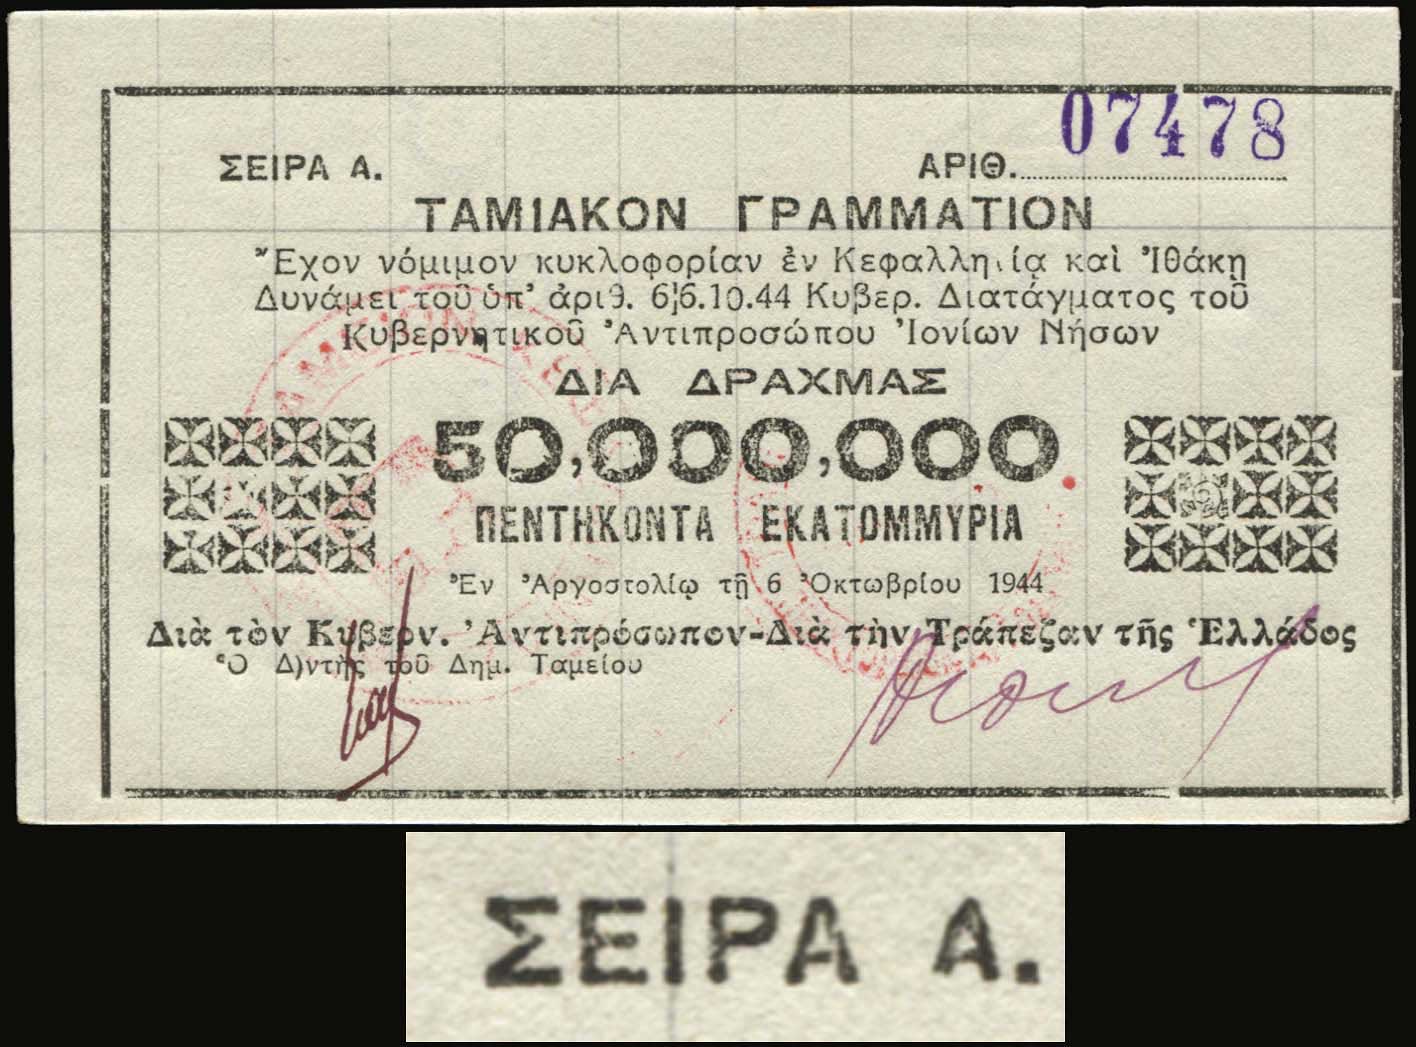 ΣΕΙΡΑ Α. ΑΡΙΘ. 07478
ΤΑΜΙΑΚΟΝ ΓΡΑΜΜΑΤΙΟΝ
Ἔχον νόμιμον κυκλοφορίαν ἐν Κεφαλληνίᾳ καὶ Ἰθάκῃ
Δυνάμει τοῦ ὑπ' ἀριθ. 6)6.10.44 Κυβερ. Διατάγματος τοῦ
Κυβερνητικοῦ Ἀντιπροσώπου Ἰονίων Νήσων
ΔΙΑ ΔΡΑΧΜΑΣ
50,000,000.
ΠΕΝΤΗΚΟΝΤΑ ΕΚΑΤΟΜΜΥΡΙΑ
Ἐν Ἀργοστολίῳ τῇ 6 Ὀκτωβρίου 1944
Διὰ τὸν Κυβερν. Ἀντιπρόσωπον-Διὰ τὴν Τράπεζαν τῆς Ἑλλάδος
Ὁ Δ)ντὴς τοῦ Δημ. Ταμείου
ΣΕΙΡΑ Α.